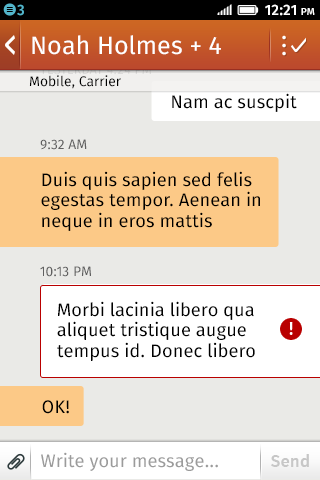 3
12:21 PM
Noah Holmes + 4
Mobile, Carrier
Nam ac suscpit
9:32 AM
Duis quis sapien sed felis
egestas tempor. Aenean in
neque in eros mattis
10:13 PM
Morbi lacinia libero qua
aliquet tristique augue
tempus id. Donec libero
!
OK!
Write your message...
Send